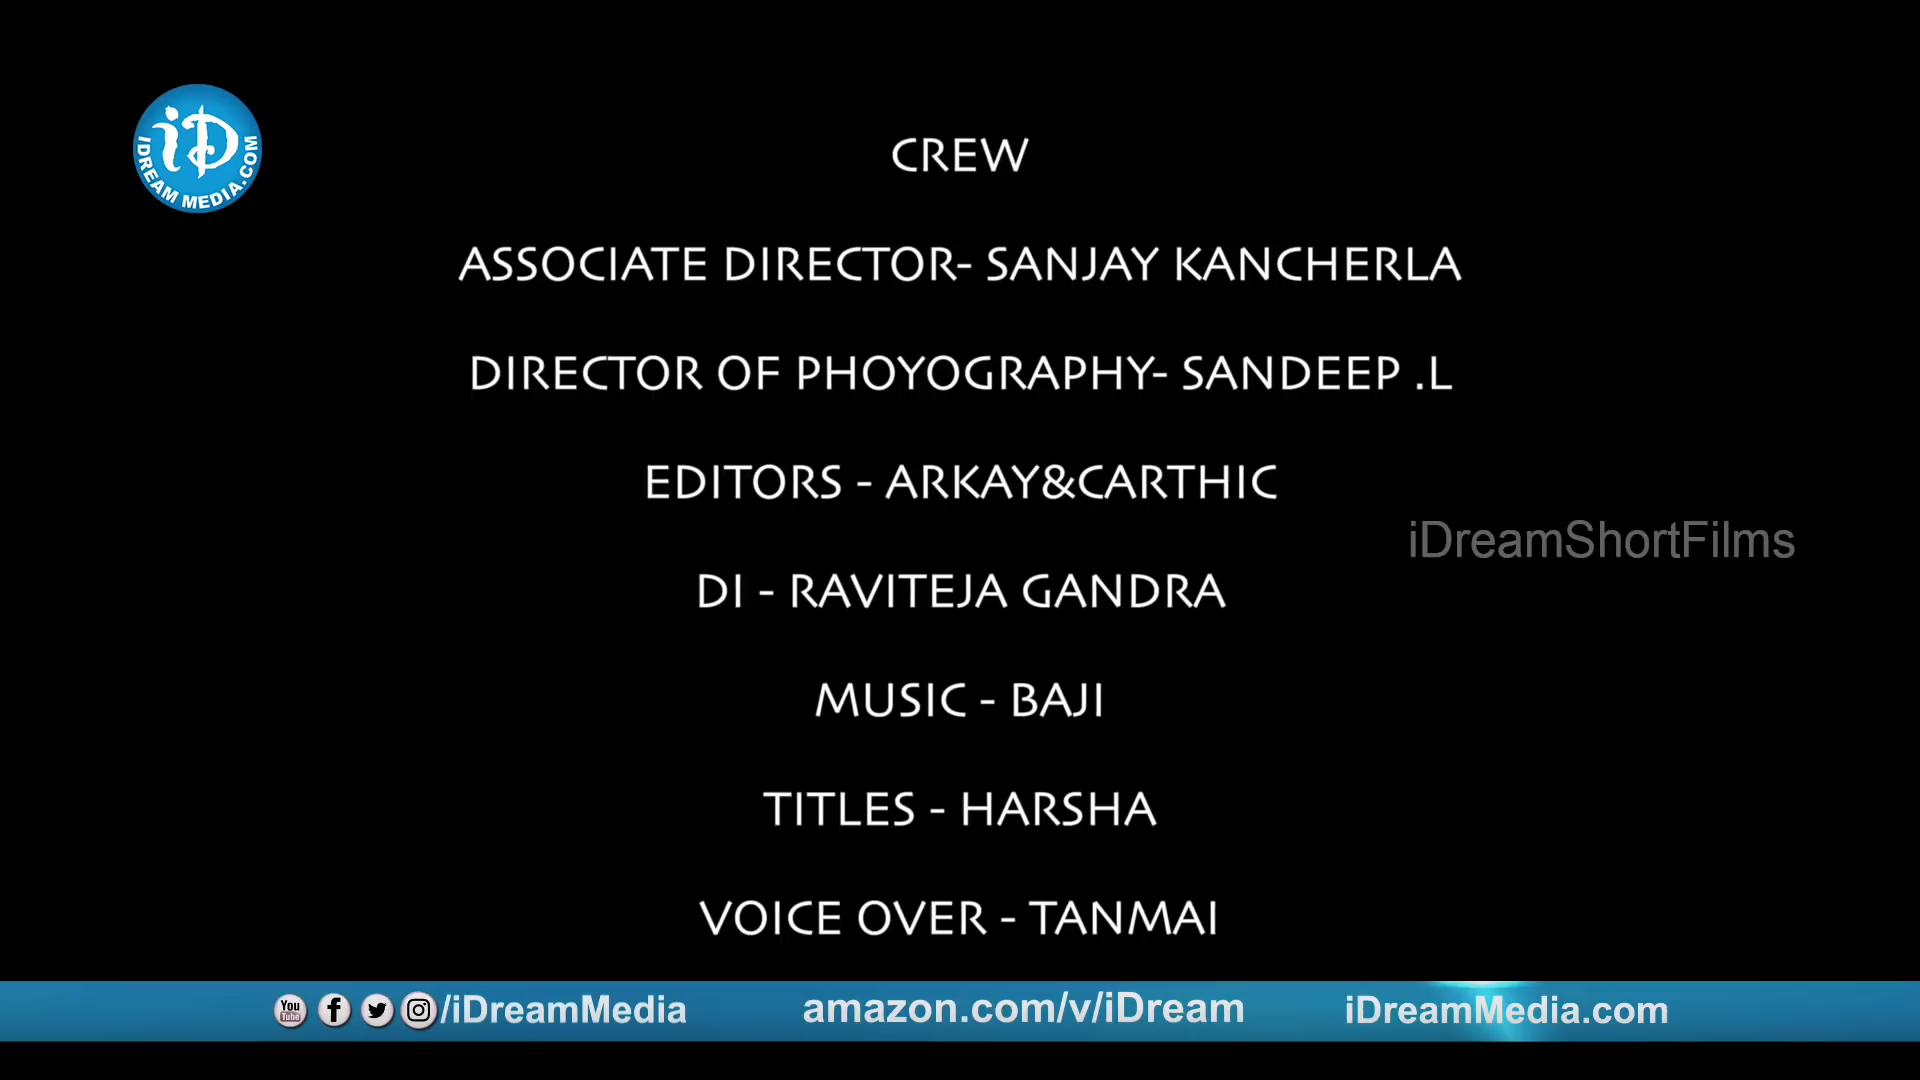 iD
IDREAM MEDIA.COM
CREW
ASSOCIATE DIRECTOR- SANJAY KANCHERLA
DIRECTOR OF PHOYOGRAPHY- SANDEEP .L
EDITORS - ARKAY&CARTHIC
iDreamShortFilms
DI - RAVITEJA GANDRA
MUSIC - BAJI
TITLES - HARSHA
VOICE OVER - TANMAI
You Tube /iDreamMedia amazon.com/v/iDream iDreamMedia.com